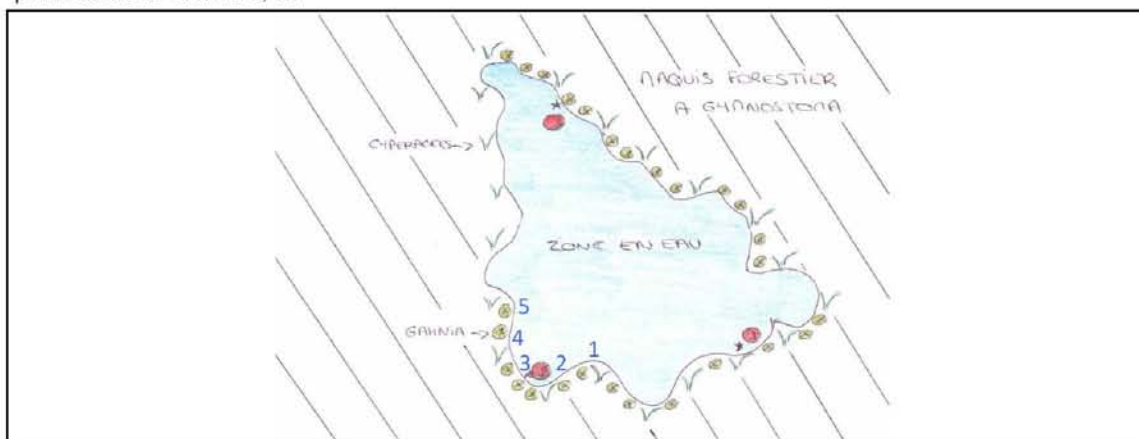 MAQUIS FORESTIER
A GYMNOSTOMA
CYPERACEES
ZONE EN EAU
5
GAHNIA
4
3
2
1